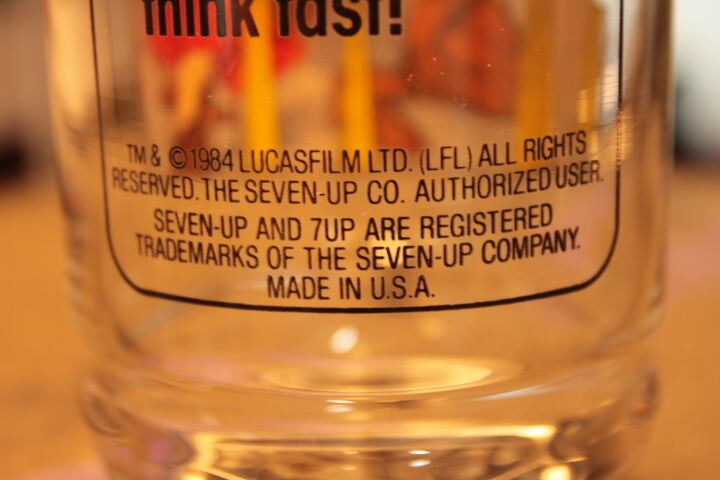 think fast!
TM & ©1984 LUCASFILM LTD. (LFL) ALL RIGHTS
RESERVED. THE SEVEN-UP CO. AUTHORIZED USER.
SEVEN-UP AND 7UP ARE REGISTERED
TRADEMARKS OF THE SEVEN-UP COMPANY.
MADE IN U.S.A.